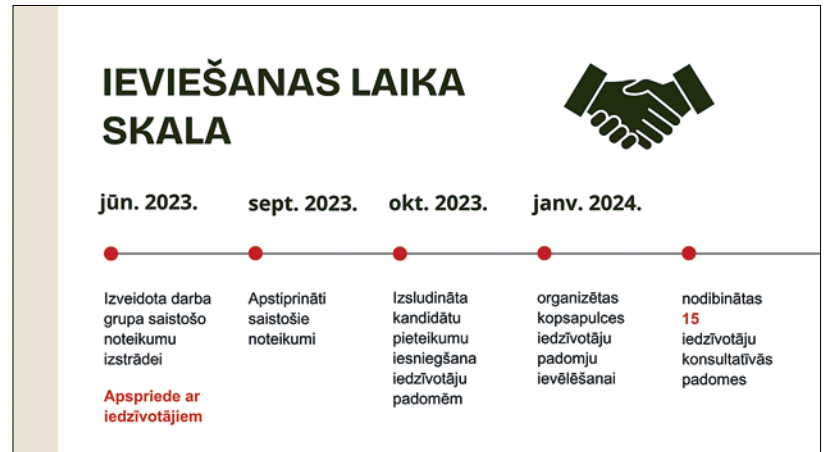 IEVIEŠANAS LAIKA
SKALA
jūn. 2023.
sept. 2023.
okt. 2023.
janv. 2024.
Izveidota darba
grupa saistošo
noteikumu
izstrādei
Apspriede ar
iedzīvotājiem
Apstiprināti
saistošie
noteikumi
Izsludināta
kandidātu
pieteikumu
iesniegšana
iedzīvotāju
padomēm
organizētas
kopsapulces
iedzīvotāju
padomju
ievēlēšanai
nodibinātas
15
iedzīvotāju
konsultatīvās
padomes